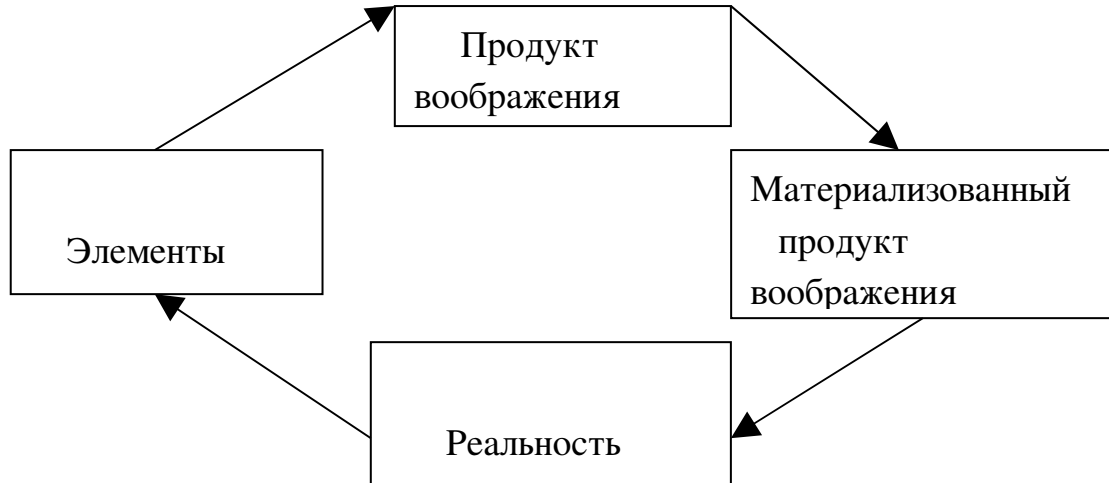 Продукт
воображения
Элементы
Материализованный
продукт
воображения
Реальность